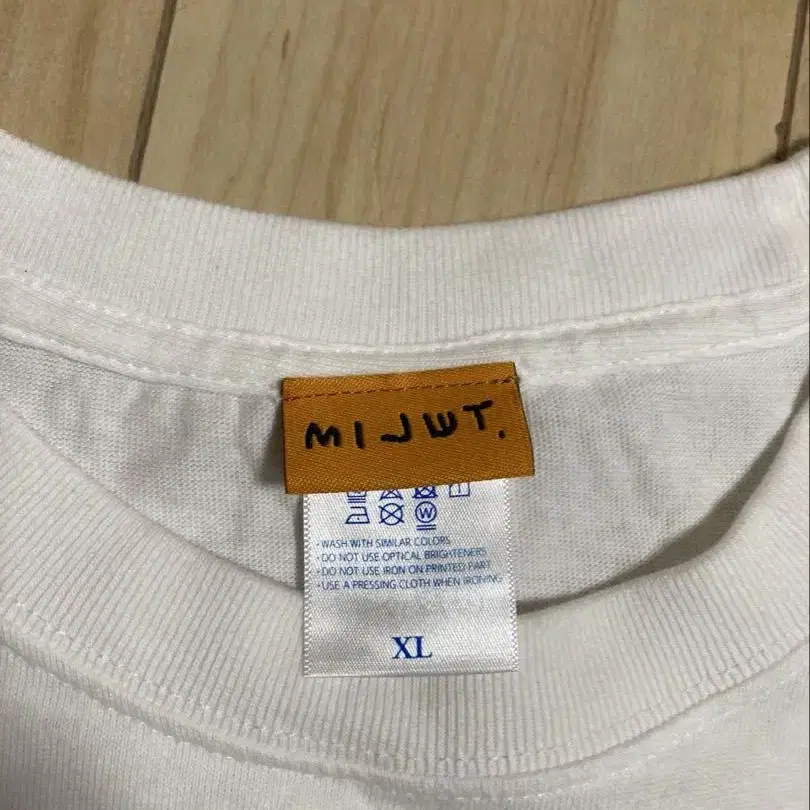 MIJWT.
・WASH WITH SIMILAR COLORS
・DO NOT USE OPTICAL BRIGHTENERS
・DO NOT USE IRON ON PRINTED PART
・USE A PRESSING CLOTH WHEN IRONING
XL